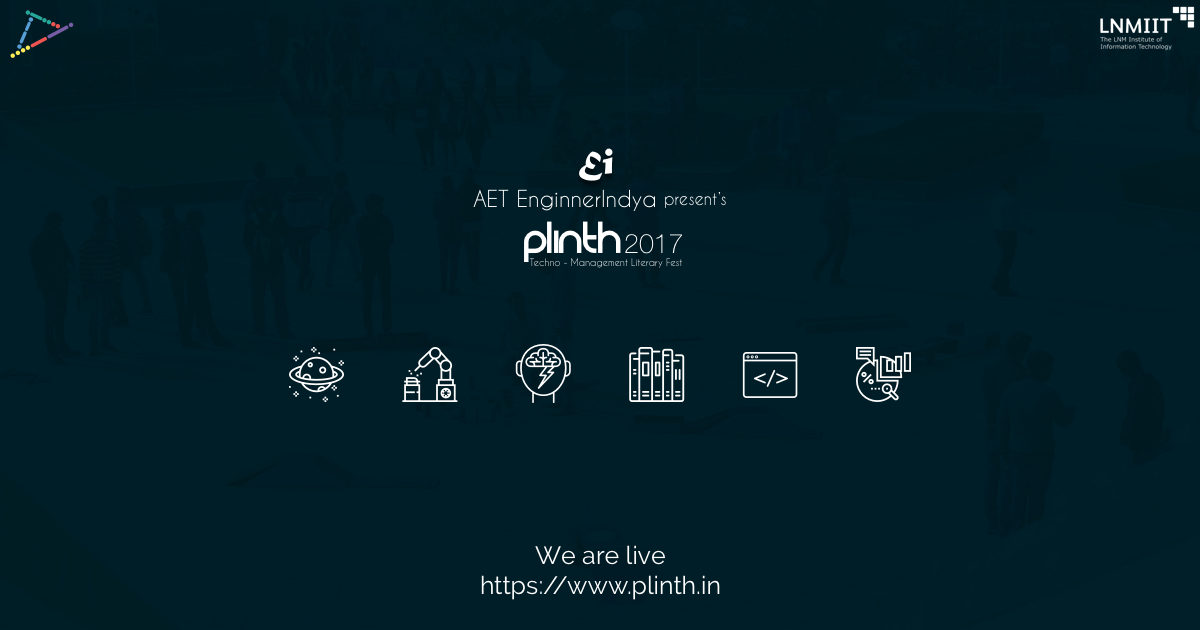 LNMIIT
The LNM Institute of
Information Technology
Ei
AET EnginnerIndya present's
plinth 2017
Techno - Management Literary Fest
</>
%
We are live
https://www.plinth.in